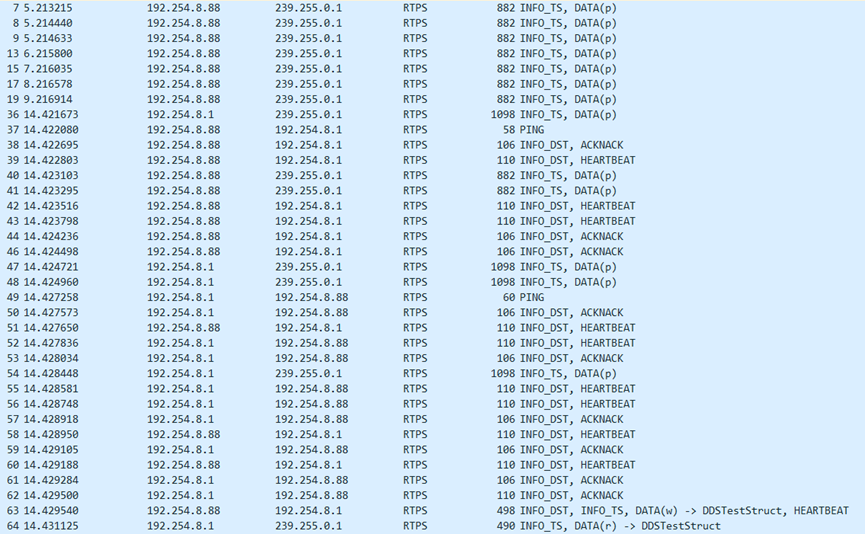 7 5.213215 192.254.8.88 239.255.0.1 RTPS 882 INFO_TS, DATA(p)
8 5.214440 192.254.8.88 239.255.0.1 RTPS 882 INFO_TS, DATA(p)
9 5.214633 192.254.8.88 239.255.0.1 RTPS 882 INFO_TS, DATA(p)
13 6.215800 192.254.8.88 239.255.0.1 RTPS 882 INFO_TS, DATA(p)
15 7.216035 192.254.8.88 239.255.0.1 RTPS 882 INFO_TS, DATA(p)
17 8.216578 192.254.8.88 239.255.0.1 RTPS 882 INFO_TS, DATA(p)
19 9.216914 192.254.8.88 239.255.0.1 RTPS 882 INFO_TS, DATA(p)
36 14.421673 192.254.8.1 239.255.0.1 RTPS 1098 INFO_TS, DATA(p)
37 14.422080 192.254.8.88 192.254.8.1 RTPS 58 PING
38 14.422695 192.254.8.88 192.254.8.1 RTPS 106 INFO_DST, ACKNACK
39 14.422803 192.254.8.88 192.254.8.1 RTPS 110 INFO_DST, HEARTBEAT
40 14.423103 192.254.8.88 239.255.0.1 RTPS 882 INFO_TS, DATA(p)
41 14.423295 192.254.8.88 239.255.0.1 RTPS 882 INFO_TS, DATA(p)
42 14.423516 192.254.8.88 192.254.8.1 RTPS 110 INFO_DST, HEARTBEAT
43 14.423798 192.254.8.88 192.254.8.1 RTPS 110 INFO_DST, HEARTBEAT
44 14.424236 192.254.8.88 192.254.8.1 RTPS 106 INFO_DST, ACKNACK
46 14.424498 192.254.8.88 192.254.8.1 RTPS 106 INFO_DST, ACKNACK
47 14.424721 192.254.8.1 239.255.0.1 RTPS 1098 INFO_TS, DATA(p)
48 14.424960 192.254.8.1 239.255.0.1 RTPS 1098 INFO_TS, DATA(p)
49 14.427258 192.254.8.1 192.254.8.88 RTPS 60 PING
50 14.427573 192.254.8.1 192.254.8.88 RTPS 106 INFO_DST, ACKNACK
51 14.427650 192.254.8.88 192.254.8.1 RTPS 110 INFO_DST, HEARTBEAT
52 14.427836 192.254.8.1 192.254.8.88 RTPS 110 INFO_DST, HEARTBEAT
53 14.428034 192.254.8.1 192.254.8.88 RTPS 106 INFO_DST, ACKNACK
54 14.428448 192.254.8.1 239.255.0.1 RTPS 1098 INFO_TS, DATA(p)
55 14.428581 192.254.8.1 192.254.8.88 RTPS 110 INFO_DST, HEARTBEAT
56 14.428748 192.254.8.1 192.254.8.88 RTPS 110 INFO_DST, HEARTBEAT
57 14.428918 192.254.8.1 192.254.8.88 RTPS 106 INFO_DST, ACKNACK
58 14.428950 192.254.8.88 192.254.8.1 RTPS 110 INFO_DST, HEARTBEAT
59 14.429105 192.254.8.1 192.254.8.88 RTPS 106 INFO_DST, ACKNACK
60 14.429188 192.254.8.88 192.254.8.1 RTPS 110 INFO_DST, HEARTBEAT
61 14.429284 192.254.8.1 192.254.8.88 RTPS 106 INFO_DST, ACKNACK
62 14.429500 192.254.8.1 192.254.8.88 RTPS 110 INFO_DST, ACKNACK
63 14.429540 192.254.8.88 192.254.8.1 RTPS 498 INFO_DST, INFO_TS, DATA(w) -> DDSTestStruct, HEARTBEAT
64 14.431125 192.254.8.1 239.255.0.1 RTPS 490 INFO_TS, DATA(r) -> DDSTestStruct